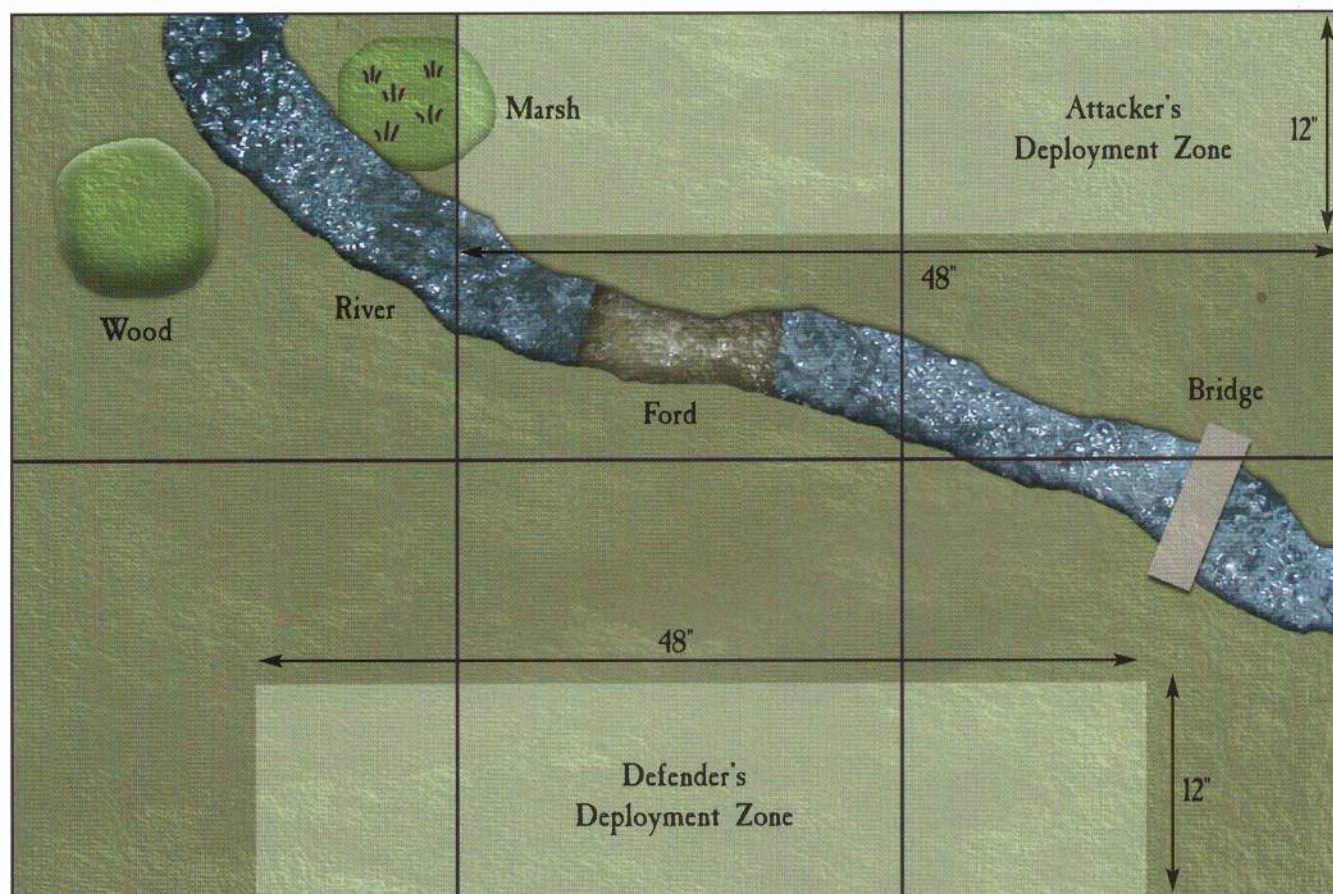 Marsh
Attacker's
Deployment Zone
12"
48"
River
Wood
Ford
Bridge
48"
Defender's
Deployment Zone
12"